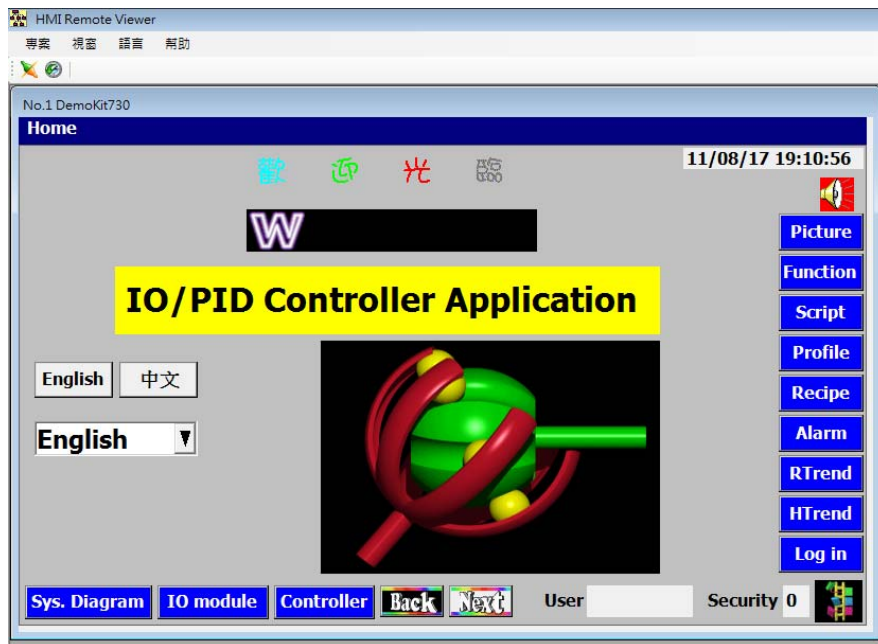 HMI Remote Viewer
專案 視窗 語言 幫助
No.1 DemoKit730
Home
歡 迎 光 臨
11/08/17 19:10:56
W
Picture
IO/PID Controller Application
Function
Script
Profile
English 中文
Recipe
English
Alarm
RTrend
HTrend
Log in
Sys. Diagram IO module Controller Back Next User Security 0